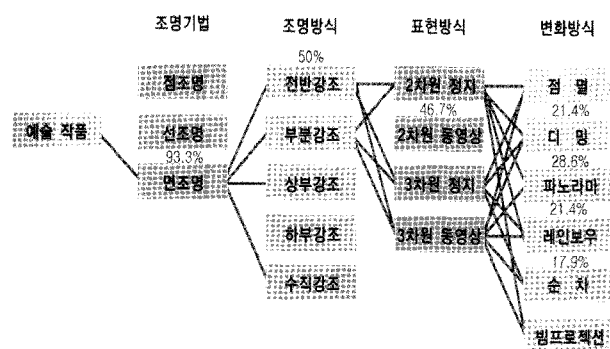 조명기법 조명방식 표현방식 변화방식
50%
점조명 전반강조 2차원 정지 점 멸
46.7% 21.4%
예술 작품 선조명 부분강조 2차원 동영상 디 밍
93.3% 28.6%
면조명 상부강조 3차원 정지 파노라마
21.4%
하부강조 3차원 동영상 레인보우
17.9%
수직강조 순 차
빔프로젝션